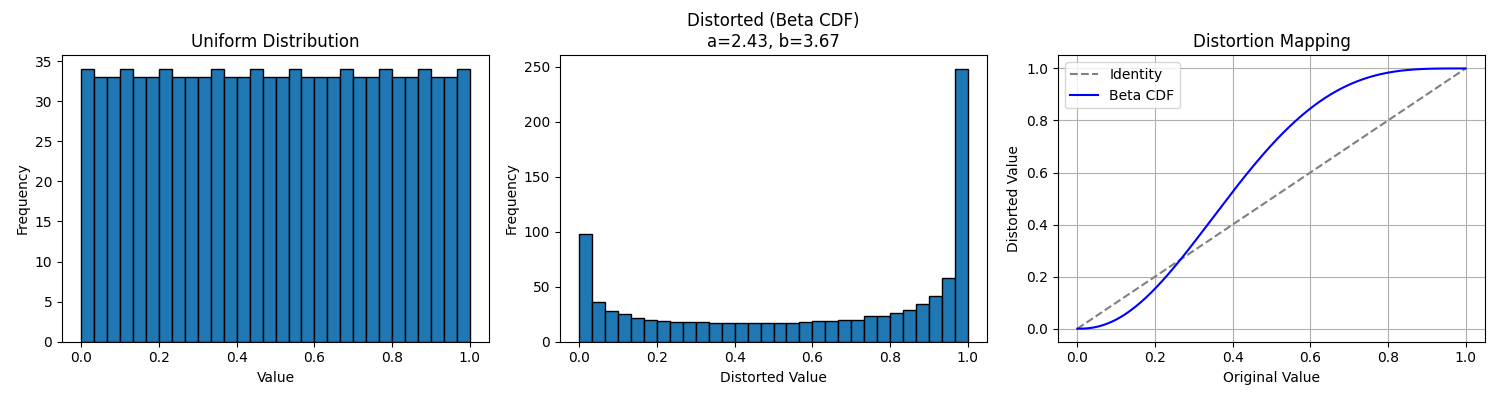 Uniform Distribution
35
30
25
20
15
10
5
0
Frequency
0.0 0.2 0.4 0.6 0.8 1.0
Value
Distorted (Beta CDF)
a=2.43, b=3.67
250
200
150
100
50
0
Frequency
0.0 0.2 0.4 0.6 0.8 1.0
Distorted Value
Distortion Mapping
Identity
Beta CDF
1.0
0.8
0.6
0.4
0.2
0.0
Distorted Value
0.0 0.2 0.4 0.6 0.8 1.0
Original Value